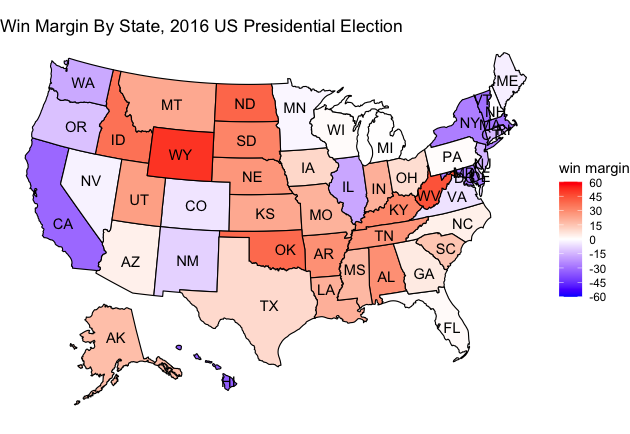 Win Margin By State, 2016 US Presidential Election
WA
MT
ND
MN
ME
VT
NH
OR
ID
SD
WI
MI
NY
MA
CT
RI
WY
NE
IA
PA
NJ
NV
UT
CO
IL
IN
OH
MD
DE
DC
WV
VA
CA
KS
MO
KY
AZ
NM
OK
AR
TN
NC
SC
MS
AL
GA
LA
TX
FL
AK
HI
win margin
60
45
30
15
0
-15
-30
-45
-60